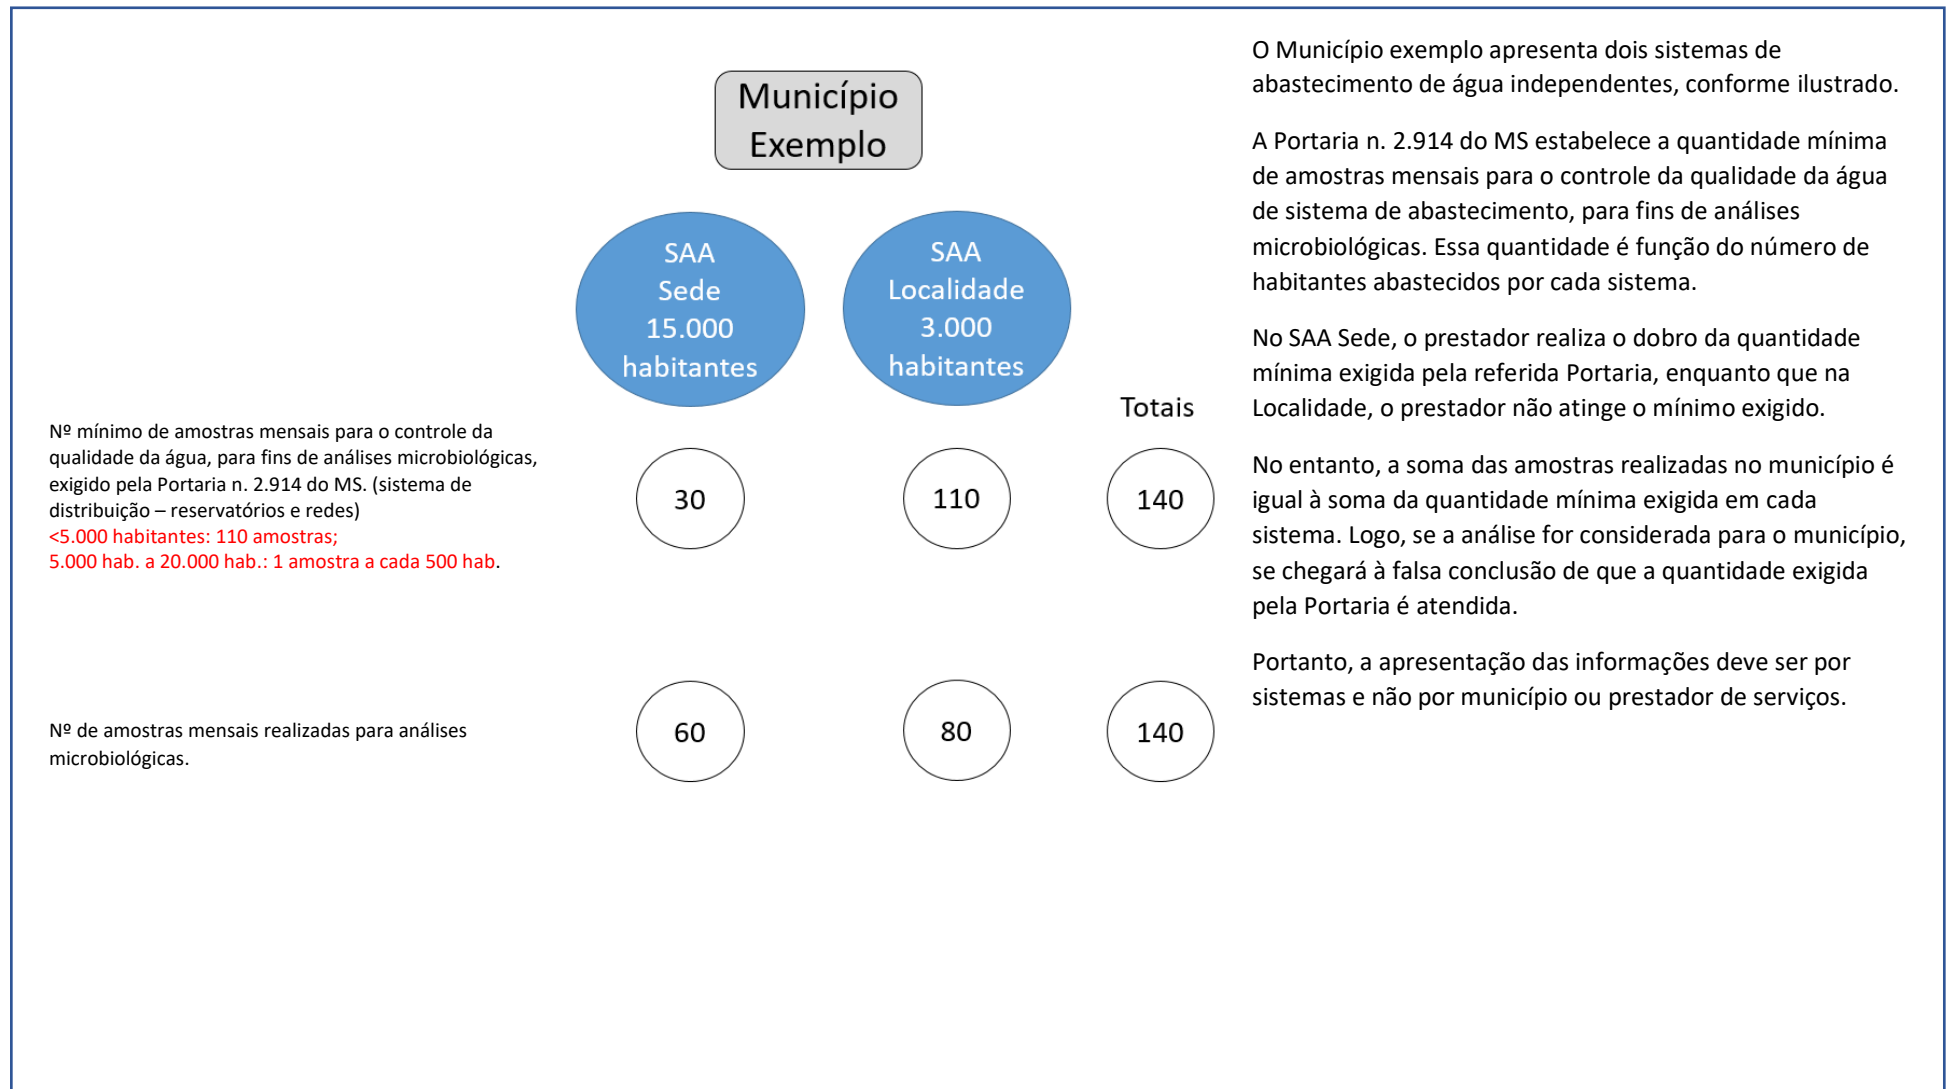 Município
Exemplo
SAA
Sede
15.000
habitantes
SAA
Localidade
3.000
habitantes
Totais
Nº mínimo de amostras mensais para o controle da
qualidade da água, para fins de análises microbiológicas,
exigido pela Portaria n. 2.914 do MS. (sistema de
distribuição – reservatórios e redes)
<5.000 habitantes: 110 amostras;
5.000 hab. a 20.000 hab.: 1 amostra a cada 500 hab.
30
110
140
Nº de amostras mensais realizadas para análises
microbiológicas.
60
80
140
O Município exemplo apresenta dois sistemas de
abastecimento de água independentes, conforme ilustrado.
A Portaria n. 2.914 do MS estabelece a quantidade mínima
de amostras mensais para o controle da qualidade da água
de sistema de abastecimento, para fins de análises
microbiológicas. Essa quantidade é função do número de
habitantes abastecidos por cada sistema.
No SAA Sede, o prestador realiza o dobro da quantidade
mínima exigida pela referida Portaria, enquanto que na
Localidade, o prestador não atinge o mínimo exigido.
No entanto, a soma das amostras realizadas no município é
igual à soma da quantidade mínima exigida em cada
sistema. Logo, se a análise for considerada para o município,
se chegará à falsa conclusão de que a quantidade exigida
pela Portaria é atendida.
Portanto, a apresentação das informações deve ser por
sistemas e não por município ou prestador de serviços.